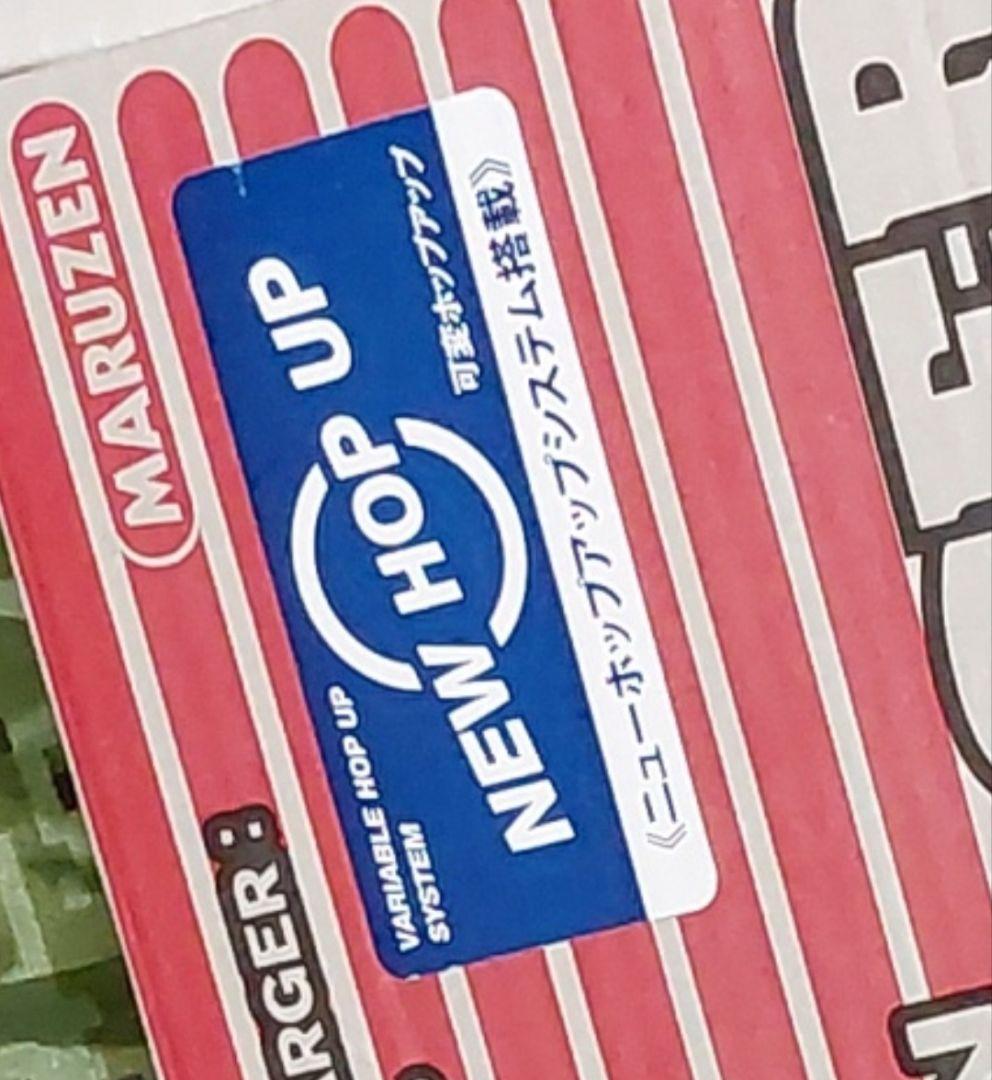 MARUZEN
VARIABLE HOP UP
SYSTEM
NEW HOP UP
可変ホップアップ
《ニューホップアップシステム搭載》